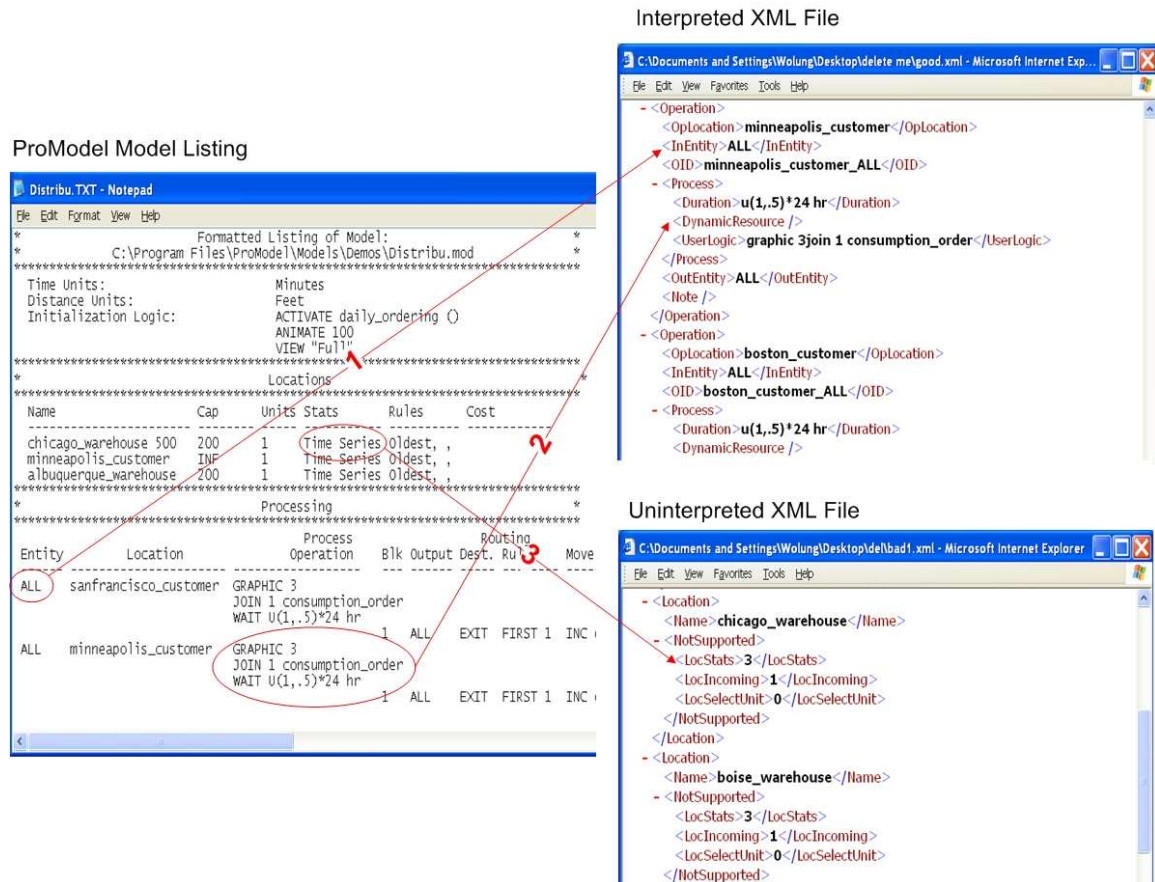 Interpreted XML File
C:\Documents and Settings\Wolung\Desktop\delete me\good.xml - Microsoft Internet Exp...
File Edit View Favorites Tools Help
- <Operation>
<OpLocation>minneapolis_customer</OpLocation>
<InEntity>ALL</InEntity>
<OID>minneapolis_customer_ALL</OID>
- <Process>
<Duration>u(1,.5)*24 hr</Duration>
<DynamicResource />
<UserLogic>graphic 3join 1 consumption_order</UserLogic>
</Process>
<OutEntity>ALL</OutEntity>
<Note />
</Operation>
- <Operation>
<OpLocation>boston_customer</OpLocation>
<InEntity>ALL</InEntity>
<OID>boston_customer_ALL</OID>
- <Process>
<Duration>u(1,.5)*24 hr</Duration>
<DynamicResource />
ProModel Model Listing
Distribu.TXT - Notepad
File Edit Format View Help
* Formatted Listing of Model: *
* C:\Program Files\ProModel\Models\Demos\Distribu.mod *
Time Units: Minutes
Distance Units: Feet
Initialization Logic: ACTIVATE daily_ordering ()
ANIMATE 100
VIEW "Full"
* Locations *
Name Cap Units Stats Rules Cost
chicago_warehouse 500 200 1 Time Series Oldest, ,
minneapolis_customer INF 1 Time Series Oldest, ,
albuquerque_warehouse 200 1 Time Series Oldest, ,
* Processing *
Process Routing
Entity Location Operation Blk Output Dest. Rule Move
ALL sanfrancisco_customer GRAPHIC 3
JOIN 1 consumption_order
WAIT U(1,.5)*24 hr
1 ALL EXIT FIRST 1 INC
ALL minneapolis_customer GRAPHIC 3
JOIN 1 consumption_order
WAIT U(1,.5)*24 hr
1 ALL EXIT FIRST 1 INC
1
2
3
Uninterpreted XML File
C:\Documents and Settings\Wolung\Desktop\del\bad1.xml - Microsoft Internet Explorer
File Edit View Favorites Tools Help
- <Location>
<Name>chicago_warehouse</Name>
- <NotSupported>
<LocStats>3</LocStats>
<LocIncoming>1</LocIncoming>
<LocSelectUnit>0</LocSelectUnit>
</NotSupported>
</Location>
- <Location>
<Name>boise_warehouse</Name>
- <NotSupported>
<LocStats>3</LocStats>
<LocIncoming>1</LocIncoming>
<LocSelectUnit>0</LocSelectUnit>
</NotSupported>